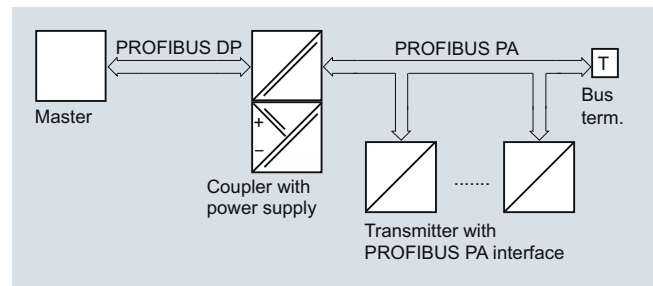 PROFIBUS DP
PROFIBUS PA
T
Master
Bus
term.
+
–
Coupler with
power supply
.......
Transmitter with
PROFIBUS PA interface